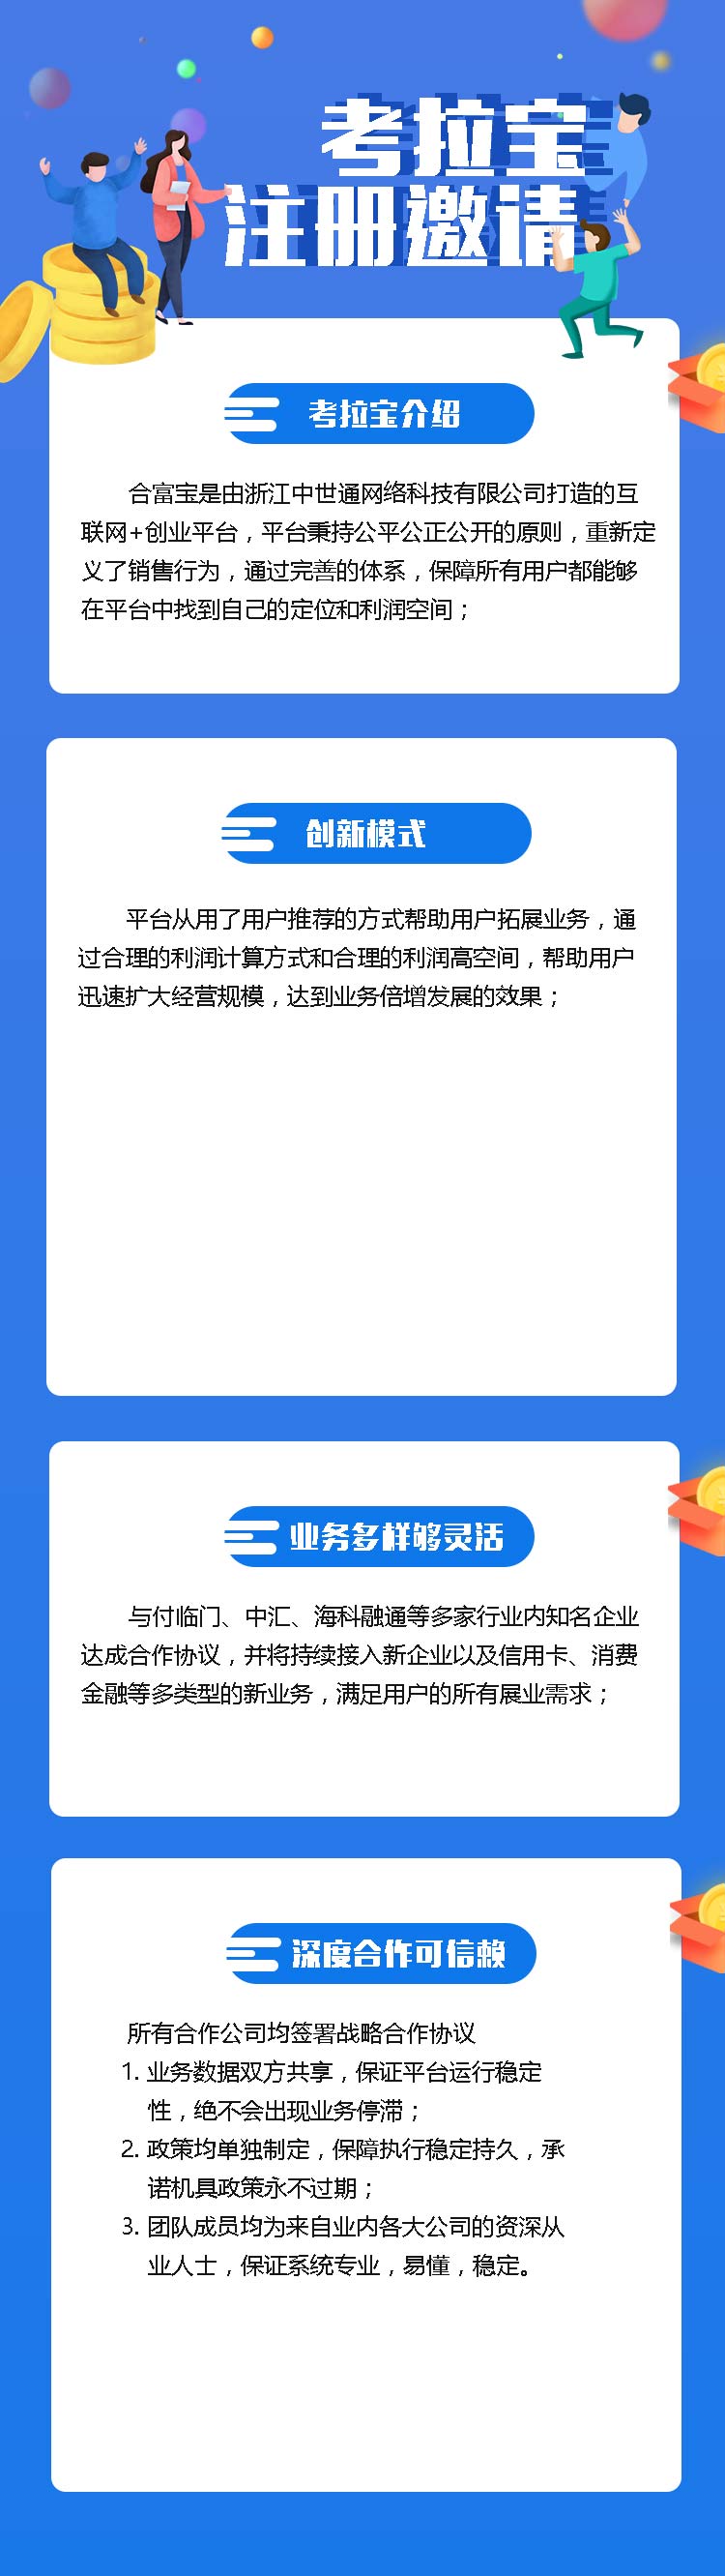 考拉宝
注册邀请
考拉宝介绍
合富宝是由浙江中世通网络科技有限公司打造的互
联网+创业平台，平台秉持公平公正公开的原则，重新定
义了销售行为，通过完善的体系，保障所有用户都能够
在平台中找到自己的定位和利润空间；
创新模式
平台从用了用户推荐的方式帮助用户拓展业务，通
过合理的利润计算方式和合理的利润高空间，帮助用户
迅速扩大经营规模，达到业务倍增发展的效果；
业务多样够灵活
与付临门、中汇、海科融通等多家行业内知名企业
达成合作协议，并将持续接入新企业以及信用卡、消费
金融等多类型的新业务，满足用户的所有展业需求；
深度合作可信赖
所有合作公司均签署战略合作协议
1. 业务数据双方共享，保证平台运行稳定
性，绝不会出现业务停滞；
2. 政策均单独制定，保障执行稳定持久，承
诺机具政策永不过期；
3. 团队成员均为来自业内各大公司的资深从
业人士，保证系统专业，易懂，稳定。